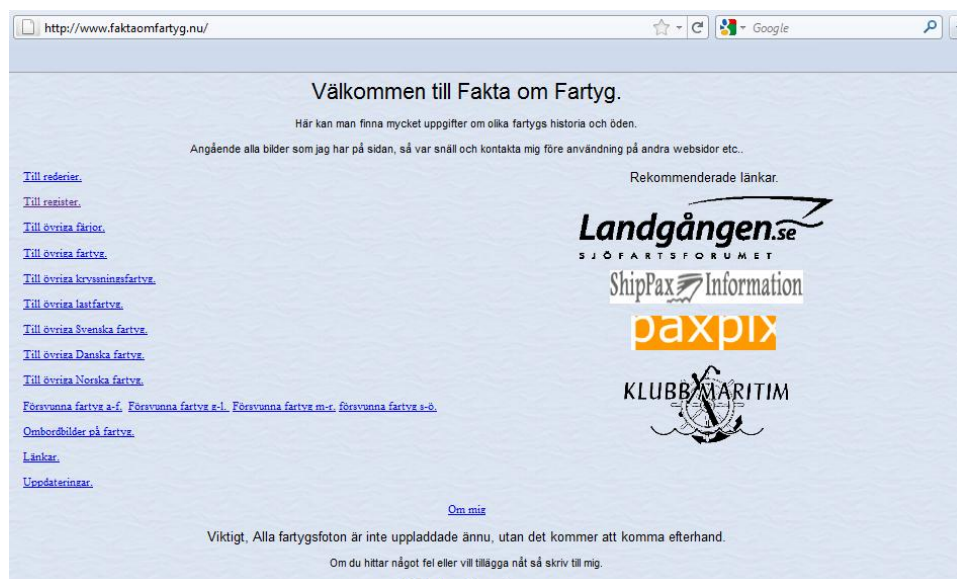 http://www.faktaomfartyg.nu/
Google
Välkommen till Fakta om Fartyg.
Här kan man finna mycket uppgifter om olika fartygs historia och öden.
Angående alla bilder som jag har på sidan, så var snäll och kontakta mig före användning på andra websidor etc..
Till rederier.
Rekommenderade länkar.
Till register.
Till övriga färjor.
Landgången.se
SJÖFARTSFORUMET
Till övriga fartyg.
Till övriga kryssningsfartyg.
ShipPax Information
Till övriga lastfartyg.
Till övriga Svenska fartyg.
paxpix
Till övriga Danska fartyg.
Till övriga Norska fartyg.
KLUBB MARITIM
Försvunna fartyg a-f. Försvunna fartyg g-l. Försvunna fartyg m-r. försvunna fartyg s-ö.
Ombordbilder på fartyg.
Länkar.
Uppdateringar.
Om mig
Viktigt, Alla fartygsfoton är inte uppladdade ännu, utan det kommer att komma efterhand.
Om du hittar något fel eller vill tillägga nåt så skriv till mig.